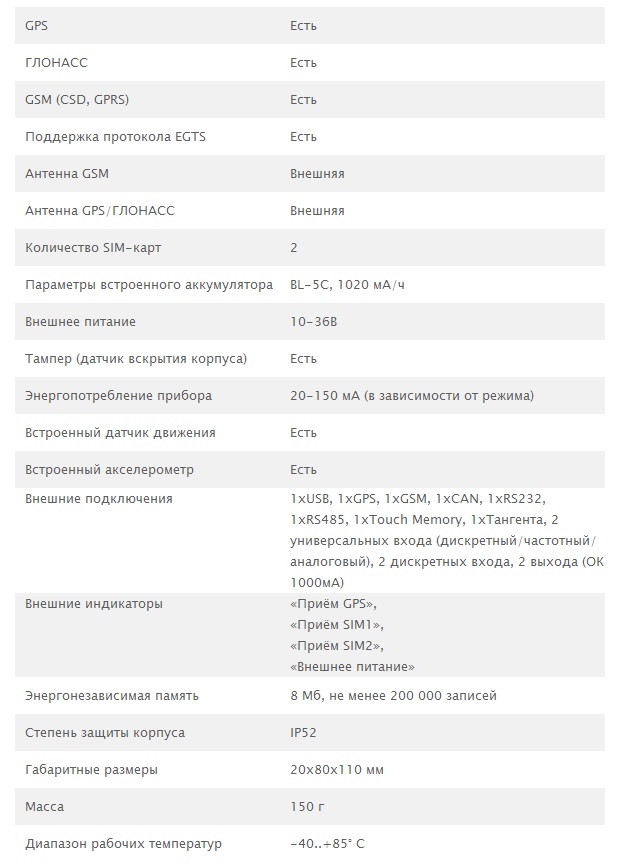 GPS Есть
ГЛОНАСС Есть
GSM (CSD, GPRS) Есть
Поддержка протокола EGTS Есть
Антенна GSM Внешняя
Антенна GPS/ГЛОНАСС Внешняя
Количество SIM-карт 2
Параметры встроенного аккумулятора BL-5C, 1020 мА/ч
Внешнее питание 10-36В
Тампер (датчик вскрытия корпуса) Есть
Энергопотребление прибора 20-150 мА (в зависимости от режима)
Встроенный датчик движения Есть
Встроенный акселерометр Есть
Внешние подключения 1xUSB, 1xGPS, 1xGSM, 1xCAN, 1xRS232,
1xRS485, 1xTouch Memory, 1xТангента, 2
универсальных входа (дискретный/частотный/
аналоговый), 2 дискретных входа, 2 выхода (ОК
1000мА)
Внешние индикаторы «Приём GPS»,
«Приём SIM1»,
«Приём SIM2»,
«Внешнее питание»
Энергонезависимая память 8 Мб, не менее 200 000 записей
Степень защиты корпуса IP52
Габаритные размеры 20x80x110 мм
Масса 150 г
Диапазон рабочих температур -40..+85° С